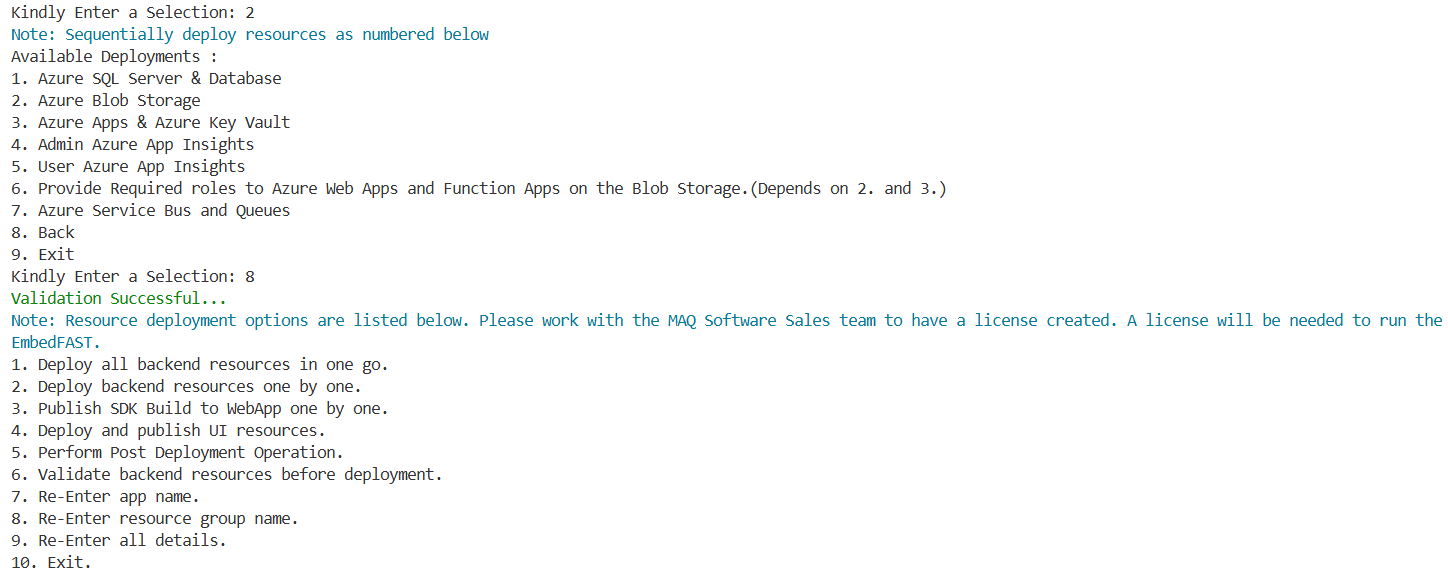 Kindly Enter a Selection: 2
Note: Sequentially deploy resources as numbered below
Available Deployments :
1. Azure SQL Server & Database
2. Azure Blob Storage
3. Azure Apps & Azure Key Vault
4. Admin Azure App Insights
5. User Azure App Insights
6. Provide Required roles to Azure Web Apps and Function Apps on the Blob Storage.(Depends on 2. and 3.)
7. Azure Service Bus and Queues
8. Back
9. Exit
Kindly Enter a Selection: 8
Validation Successful...
Note: Resource deployment options are listed below. Please work with the MAQ Software Sales team to have a license created. A license will be needed to run the
EmbedFAST.
1. Deploy all backend resources in one go.
2. Deploy backend resources one by one.
3. Publish SDK Build to WebApp one by one.
4. Deploy and publish UI resources.
5. Perform Post Deployment Operation.
6. Validate backend resources before deployment.
7. Re-Enter app name.
8. Re-Enter resource group name.
9. Re-Enter all details.
10. Exit.